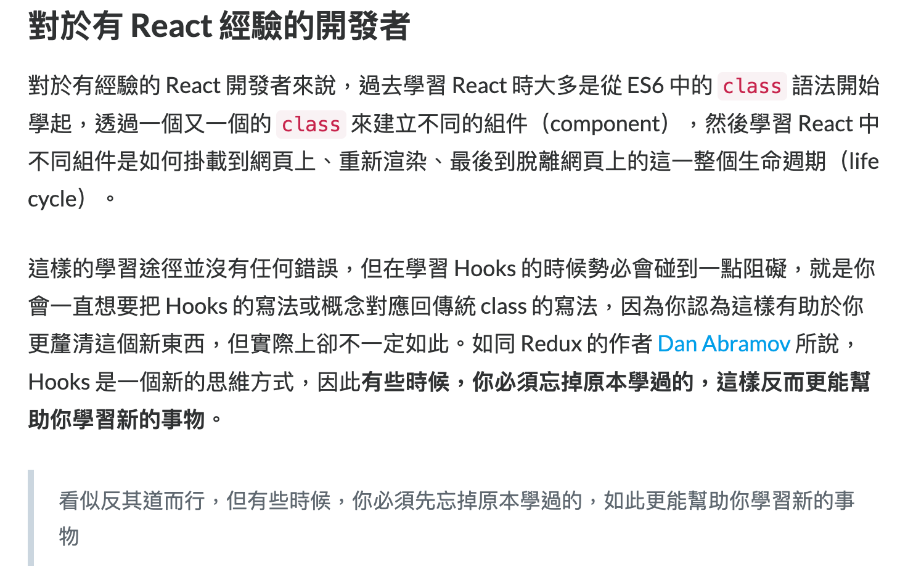 對於有 React 經驗的開發者
對於有經驗的 React 開發者來說，過去學習 React 時大多是從 ES6 中的 class 語法開始
學起，透過一個又一個的 class 來建立不同的組件（component），然後學習 React 中
不同組件是如何掛載到網頁上、重新渲染、最後到脫離網頁上的這一整個生命週期（life
cycle）。
這樣的學習途徑並沒有任何錯誤，但在學習 Hooks 的時候勢必會碰到一點阻礙，就是你
會一直想要把 Hooks 的寫法或概念對應回傳統 class 的寫法，因為你認為這樣有助於你
更釐清這個新東西，但實際上卻不一定如此。如同 Redux 的作者 Dan Abramov 所說，
Hooks 是一個新的思維方式，因此有些時候，你必須忘掉原本學過的，這樣反而更能幫
助你學習新的事物。
看似反其道而行，但有些時候，你必須先忘掉原本學過的，如此更能幫助你學習新的事
物